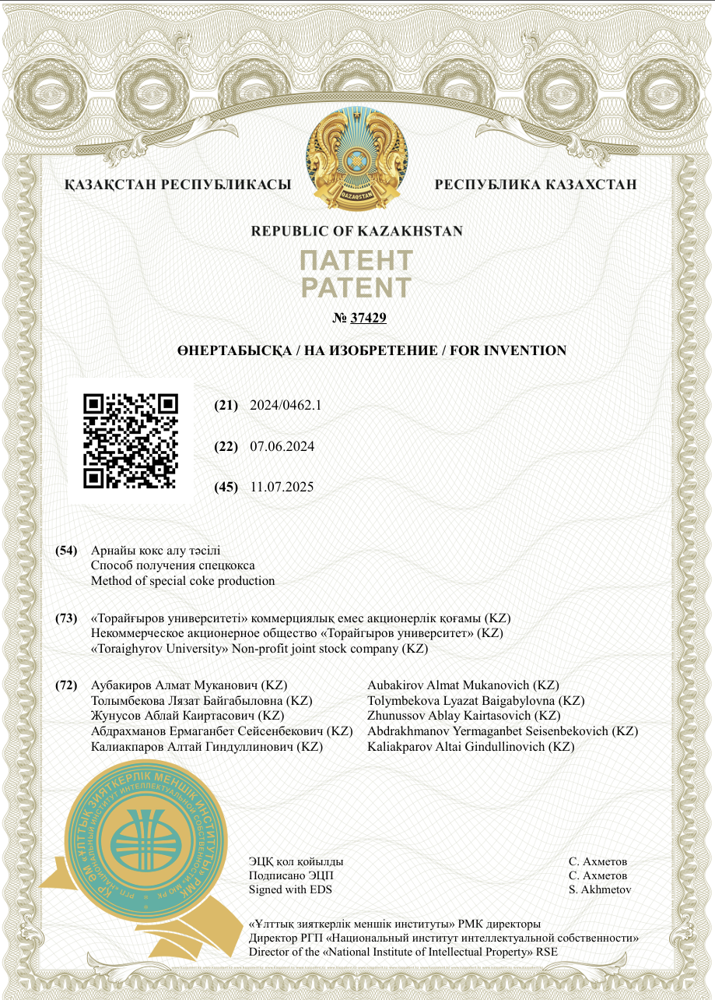 ҚАЗАҚСТАН РЕСПУБЛИКАСЫ
РЕСПУБЛИКА КАЗАХСТАН
QAZAQSTAN
REPUBLIC OF KAZAKHSTAN
ПАТЕНТ
PATENT
№ 37429
ӨНЕРТАБЫСҚА / НА ИЗОБРЕТЕНИЕ / FOR INVENTION
(21) 2024/0462.1
(22) 07.06.2024
(45) 11.07.2025
(54) Арнайы кокс алу тәсілі
Способ получения спецкокса
Method of special coke production
(73) «Торайғыров университеті» коммерциялық емес акционерлік қоғамы (KZ)
Некоммерческое акционерное общество «Торайгыров университет» (KZ)
«Toraighyrov University» Non-profit joint stock company (KZ)
(72) Аубакиров Алмат Муканович (KZ) Aubakirov Almat Mukanovich (KZ)
Толымбекова Лязат Байгабыловна (KZ) Tolymbekova Lyazat Baigabylovna (KZ)
Жунусов Аблай Каиртасович (KZ) Zhunussov Ablay Kairtasovich (KZ)
Абдрахманов Ермаганбет Сейсенбекович (KZ) Abdrakhmanov Yermaganbet Seisenbekovich (KZ)
Калиакпаров Алтай Гиндуллинович (KZ) Kaliakparov Altai Gindullinovich (KZ)
ҚР ӘМ «ҰЛТТЫҚ ЗИЯТКЕРЛІК МЕНШІК ИНСТИТУТЫ» РМК
РГП «НАЦИОНАЛЬНЫЙ ИНСТИТУТ ИНТЕЛЛЕКТУАЛЬНОЙ СОБСТВЕННОСТИ» МЮ РК
ЭЦҚ қол қойылды С. Ахметов
Подписано ЭЦП С. Ахметов
Signed with EDS S. Akhmetov
«Ұлттық зияткерлік меншік институты» РМК директоры
Директор РГП «Национальный институт интеллектуальной собственности»
Director of the «National Institute of Intellectual Property» RSE